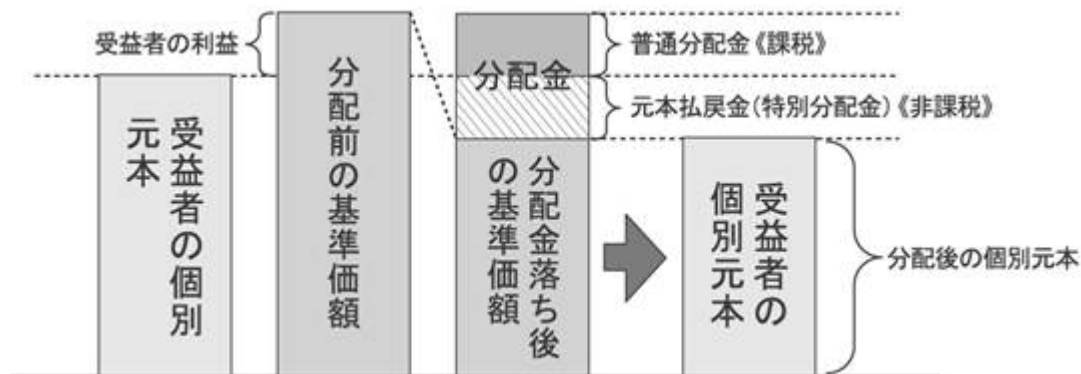 受益者の利益
受益者の個別
元本
分配前の基準価額
分配金
分配金落ち後
の基準価額
普通分配金《課税》
元本払戻金(特別分配金)《非課税》
受益者の
個別元本
分配後の個別元本